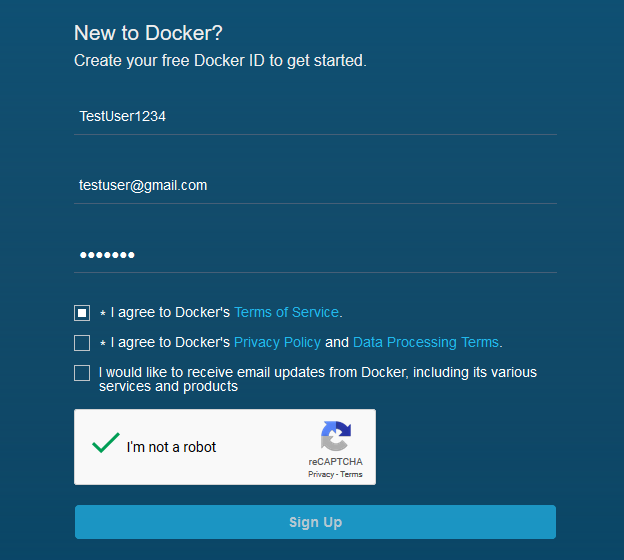 New to Docker?
Create your free Docker ID to get started.
TestUser1234
testuser@gmail.com
•••••••
* I agree to Docker's Terms of Service.
* I agree to Docker's Privacy Policy and Data Processing Terms.
I would like to receive email updates from Docker, including its various
services and products
I'm not a robot
reCAPTCHA
Privacy - Terms
Sign Up